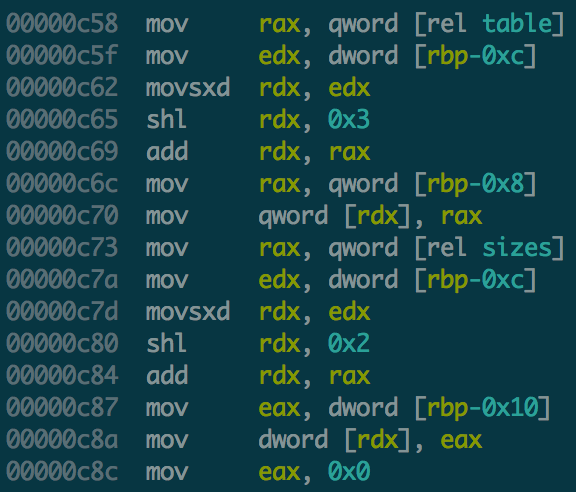 00000c58 mov rax, qword [rel table]
00000c5f mov edx, dword [rbp-0xc]
00000c62 movsxd rdx, edx
00000c65 shl rdx, 0x3
00000c69 add rdx, rax
00000c6c mov rax, qword [rbp-0x8]
00000c70 mov qword [rdx], rax
00000c73 mov rax, qword [rel sizes]
00000c7a mov edx, dword [rbp-0xc]
00000c7d movsxd rdx, edx
00000c80 shl rdx, 0x2
00000c84 add rdx, rax
00000c87 mov eax, dword [rbp-0x10]
00000c8a mov dword [rdx], eax
00000c8c mov eax, 0x0